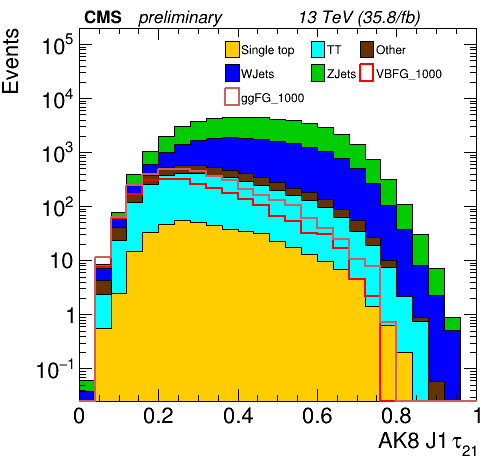 CMS preliminary 13 TeV (35.8/fb)
Events
Single top TT Other
WJets ZJets VBFG_1000
ggFG_1000
10^5
10^4
10^3
10^2
10
1
10^-1
0 0.2 0.4 0.6 0.8 1
AK8 J1 τ_21